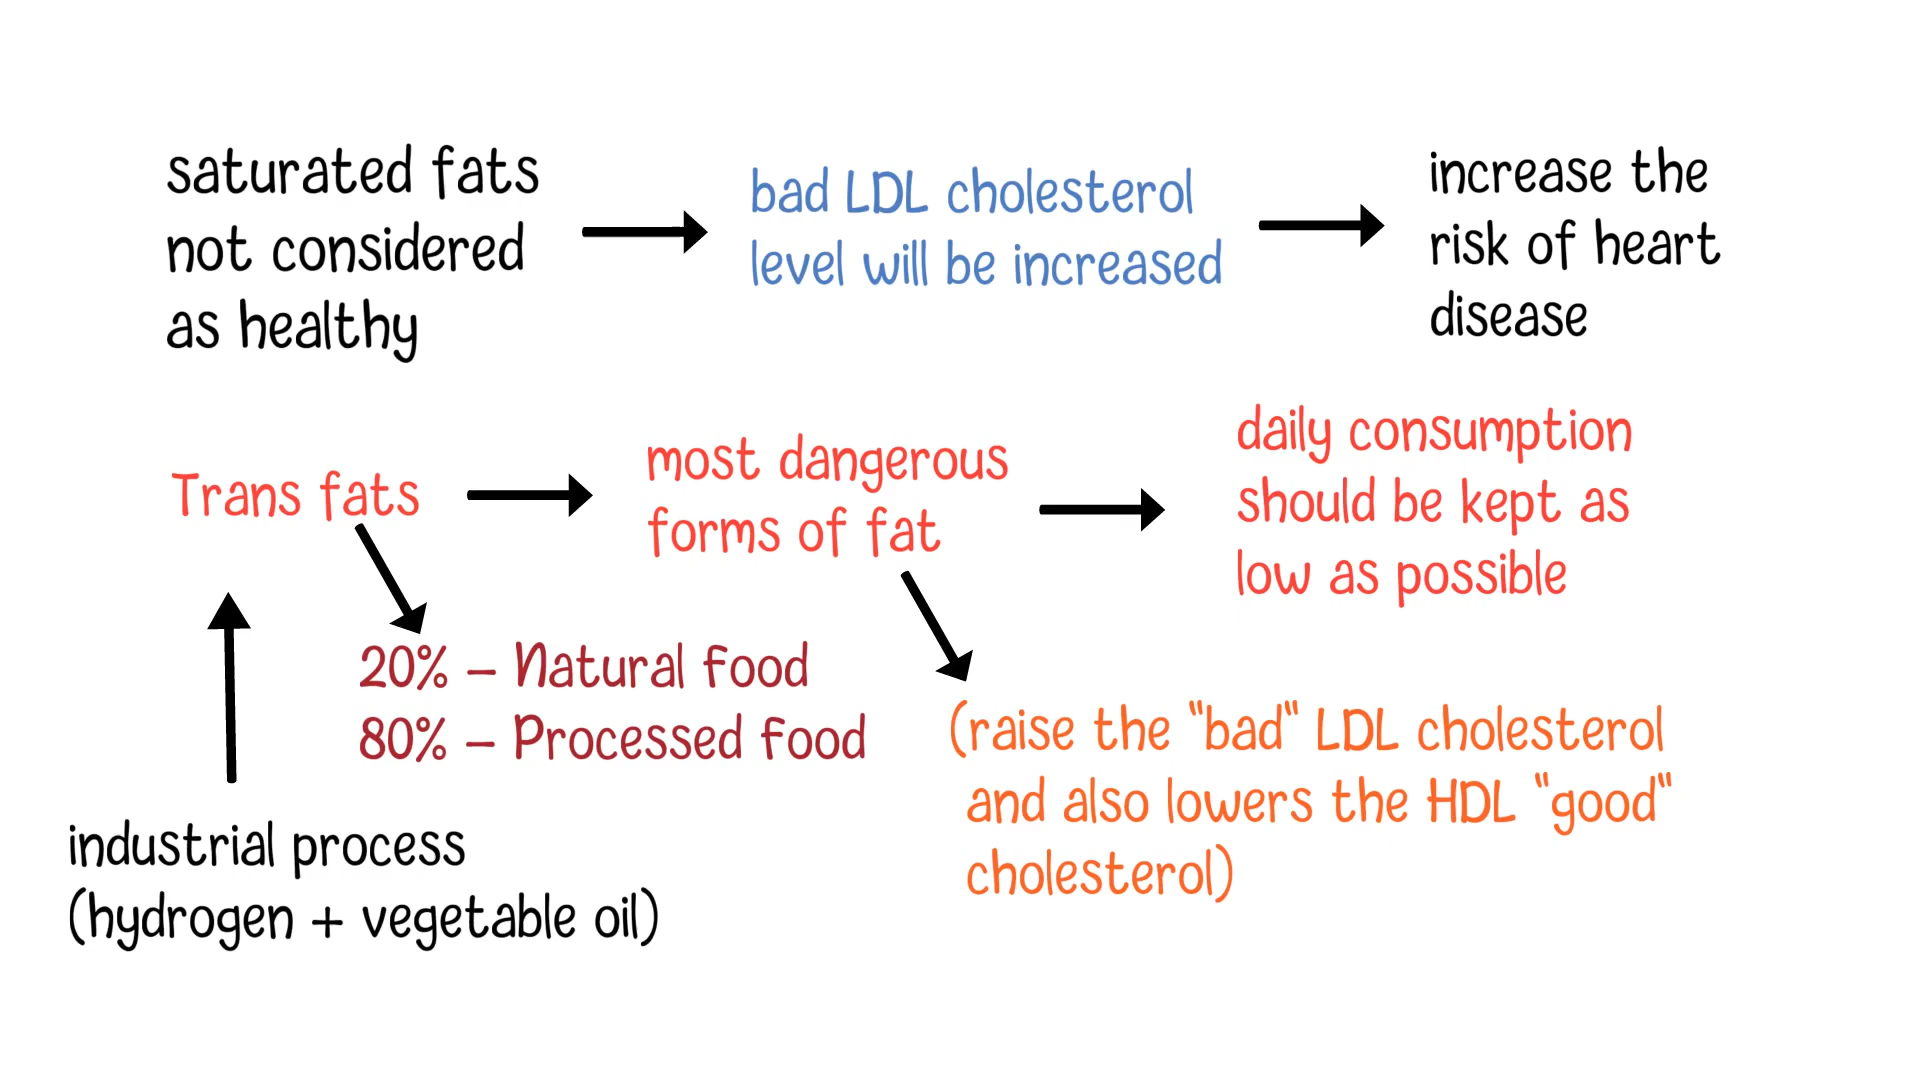 saturated fats
not considered
as healthy
bad LDL cholesterol
level will be increased
increase the
risk of heart
disease
Trans fats
most dangerous
forms of fat
daily consumption
should be kept as
low as possible
20% – Natural food
80% – Processed food
(raise the "bad" LDL cholesterol
and also lowers the HDL "good"
cholesterol)
industrial process
(hydrogen + vegetable oil)